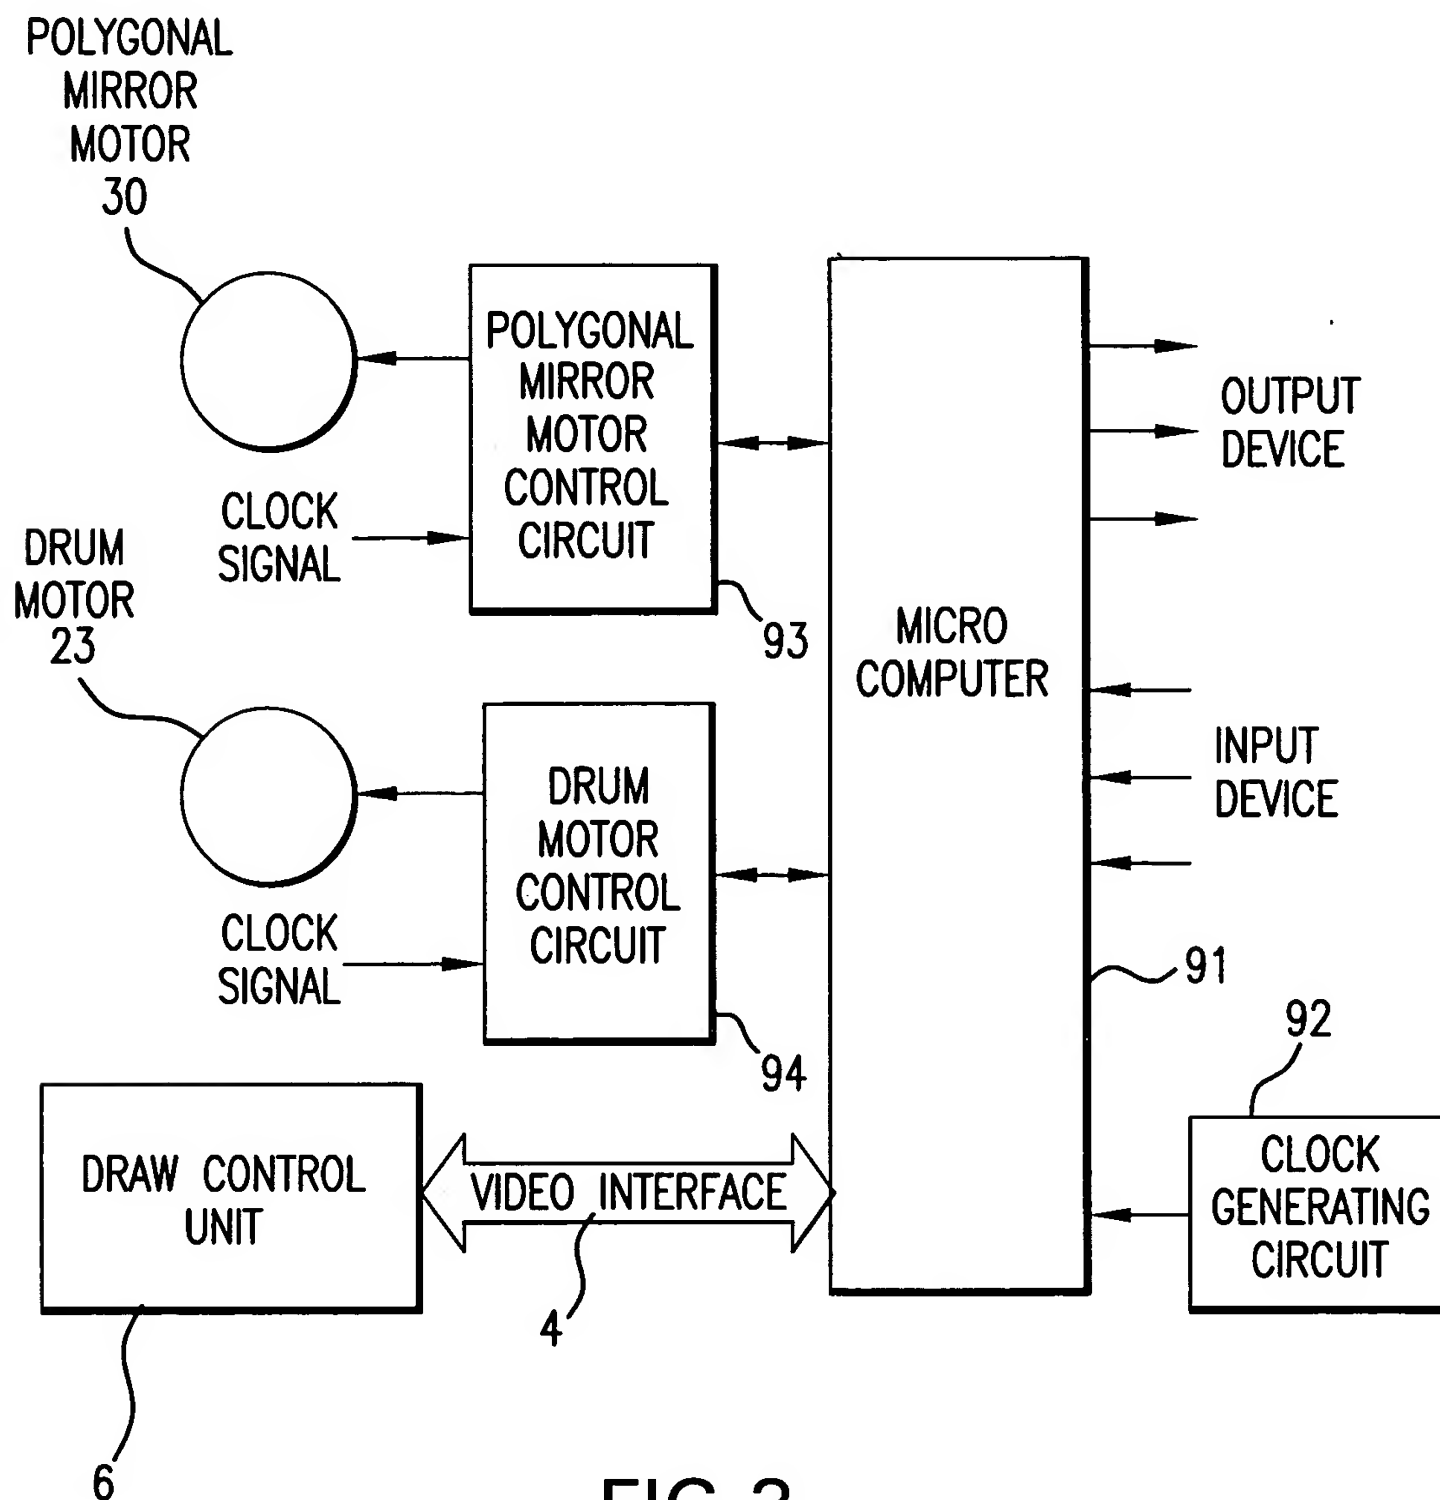 POLYGONAL
MIRROR
MOTOR
30
POLYGONAL
MIRROR
MOTOR
CONTROL
CIRCUIT
CLOCK
SIGNAL
93
OUTPUT
DEVICE
DRUM
MOTOR
23
MICRO
COMPUTER
INPUT
DEVICE
DRUM
MOTOR
CONTROL
CIRCUIT
CLOCK
SIGNAL
94
91
92
DRAW CONTROL
UNIT
VIDEO INTERFACE
CLOCK
GENERATING
CIRCUIT
4
6